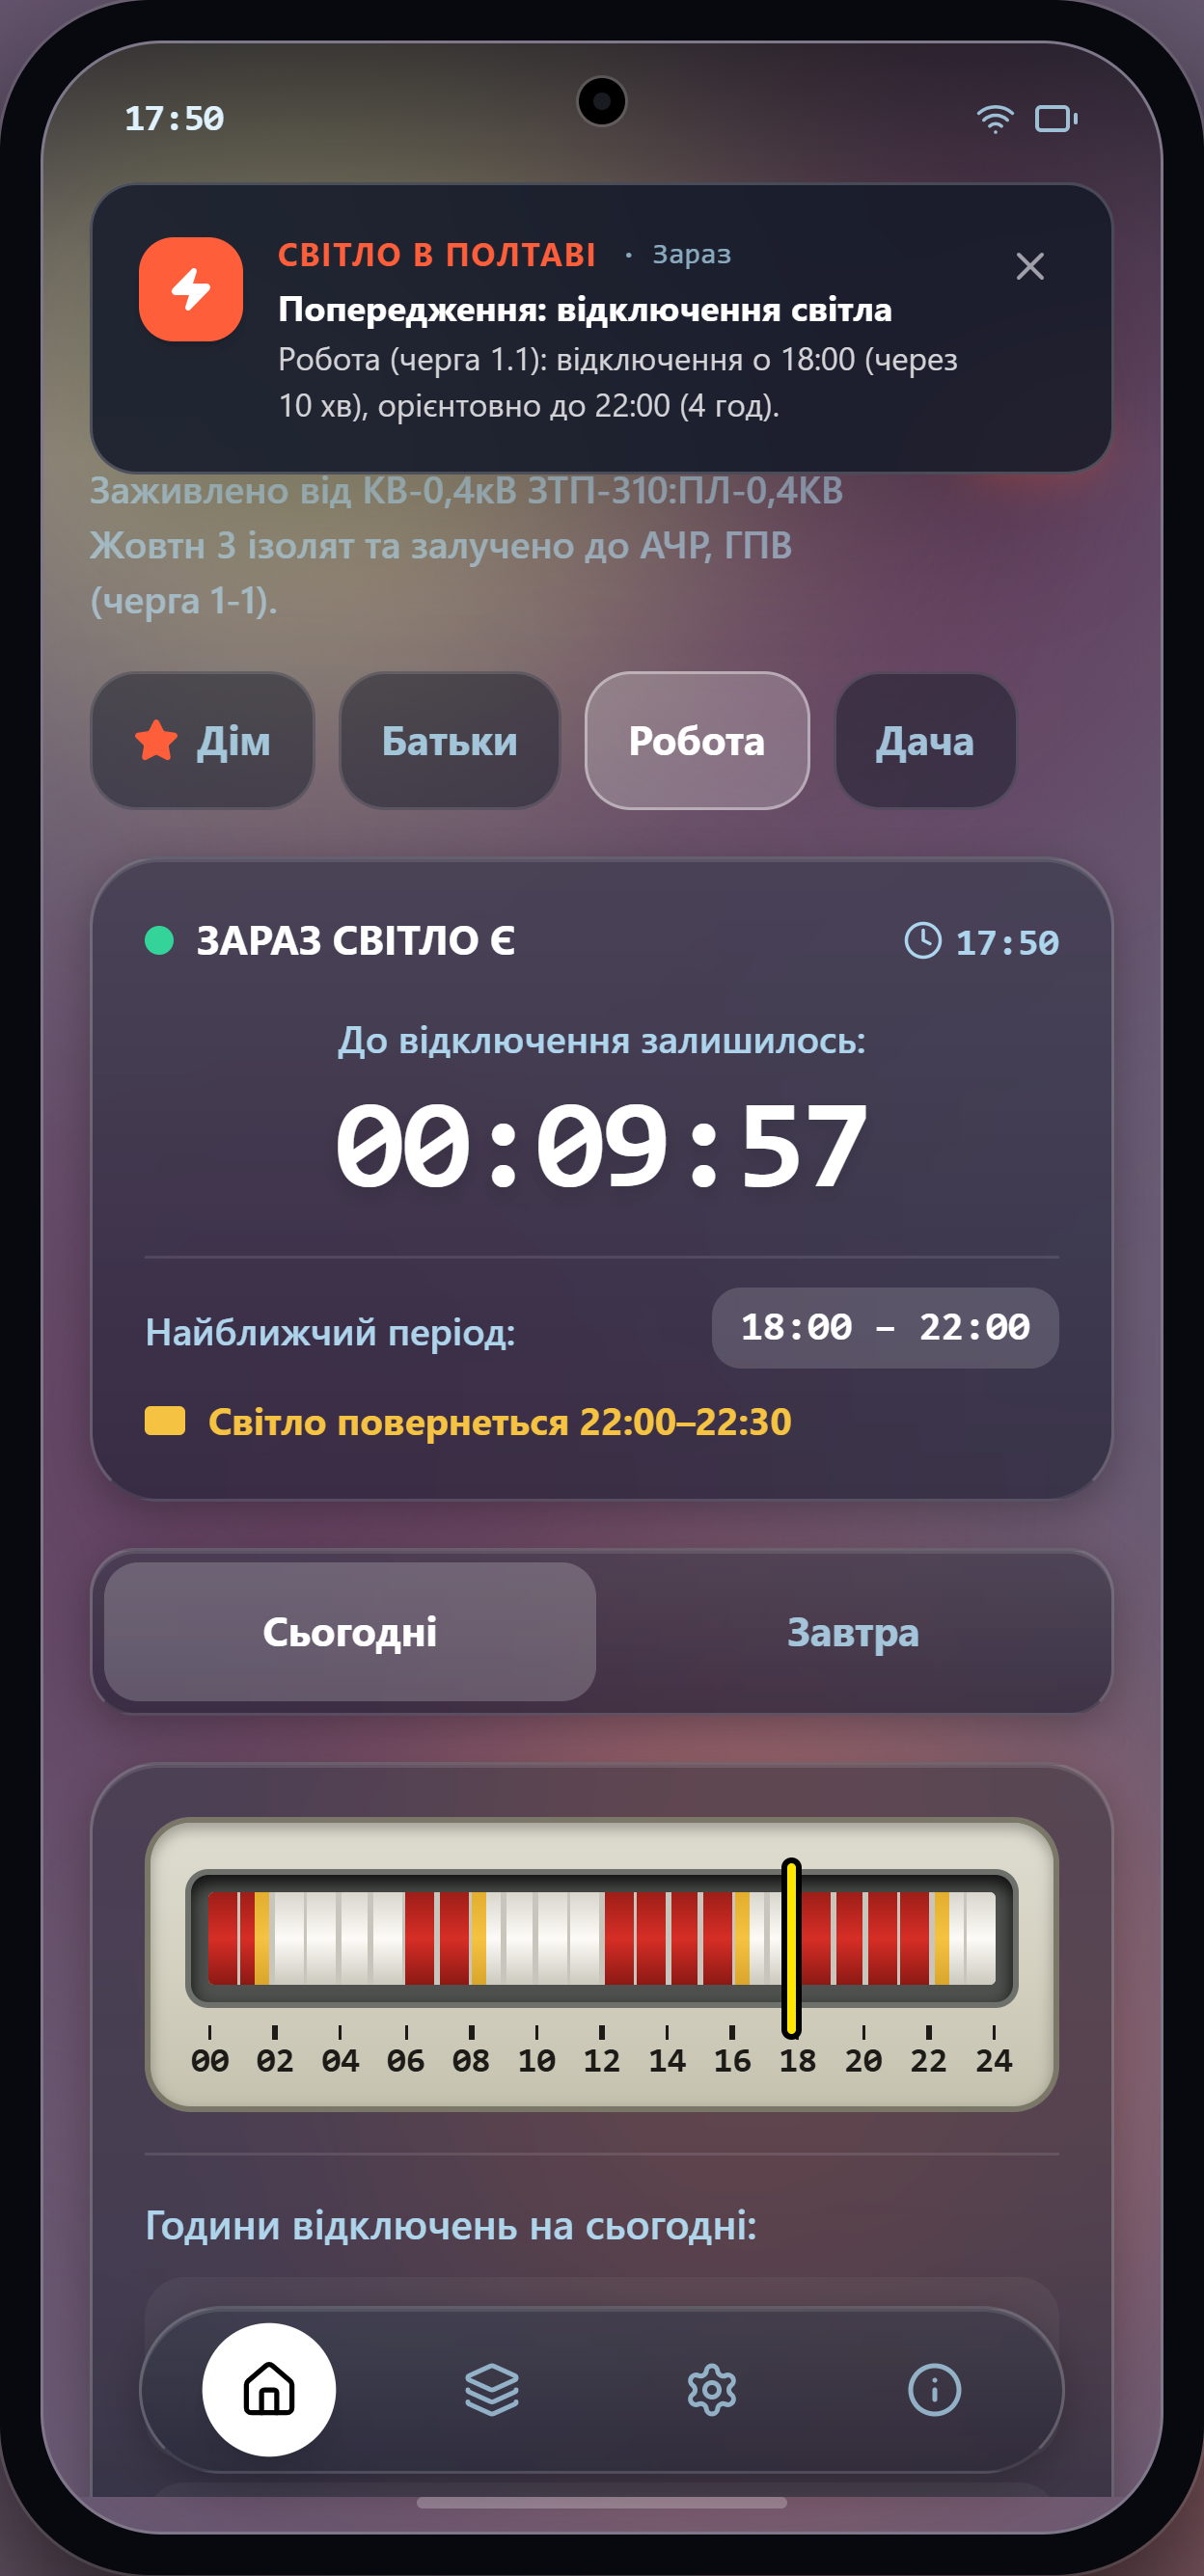 17:50
СВІТЛО В ПОЛТАВІ · Зараз
Попередження: відключення світла
Робота (черга 1.1): відключення о 18:00 (через
10 хв), орієнтовно до 22:00 (4 год).
Заживлено від КВ-0,4кВ ЗТП-310:ПЛ-0,4КВ
Жовтн 3 ізолят та залучено до АЧР, ГПВ
(черга 1-1).
Дім Батьки Робота Дача
ЗАРАЗ СВІТЛО Є 17:50
До відключення залишилось:
00:09:57
Найближчий період: 18:00 – 22:00
Світло повернеться 22:00–22:30
Сьогодні Завтра
00 02 04 06 08 10 12 14 16 18 20 22 24
Години відключень на сьогодні: